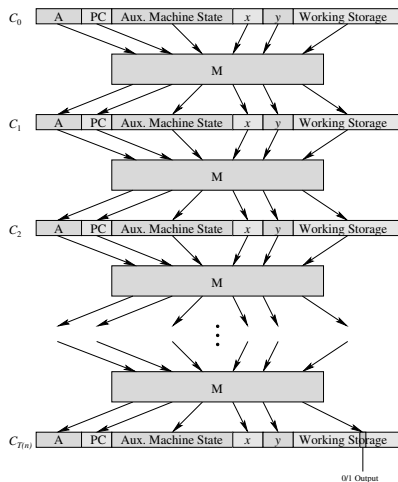 C0 A PC Aux. Machine State x y Working Storage
M
C1 A PC Aux. Machine State x y Working Storage
M
C2 A PC Aux. Machine State x y Working Storage
M
M
CT(n) A PC Aux. Machine State x y Working Storage
0/1 Output